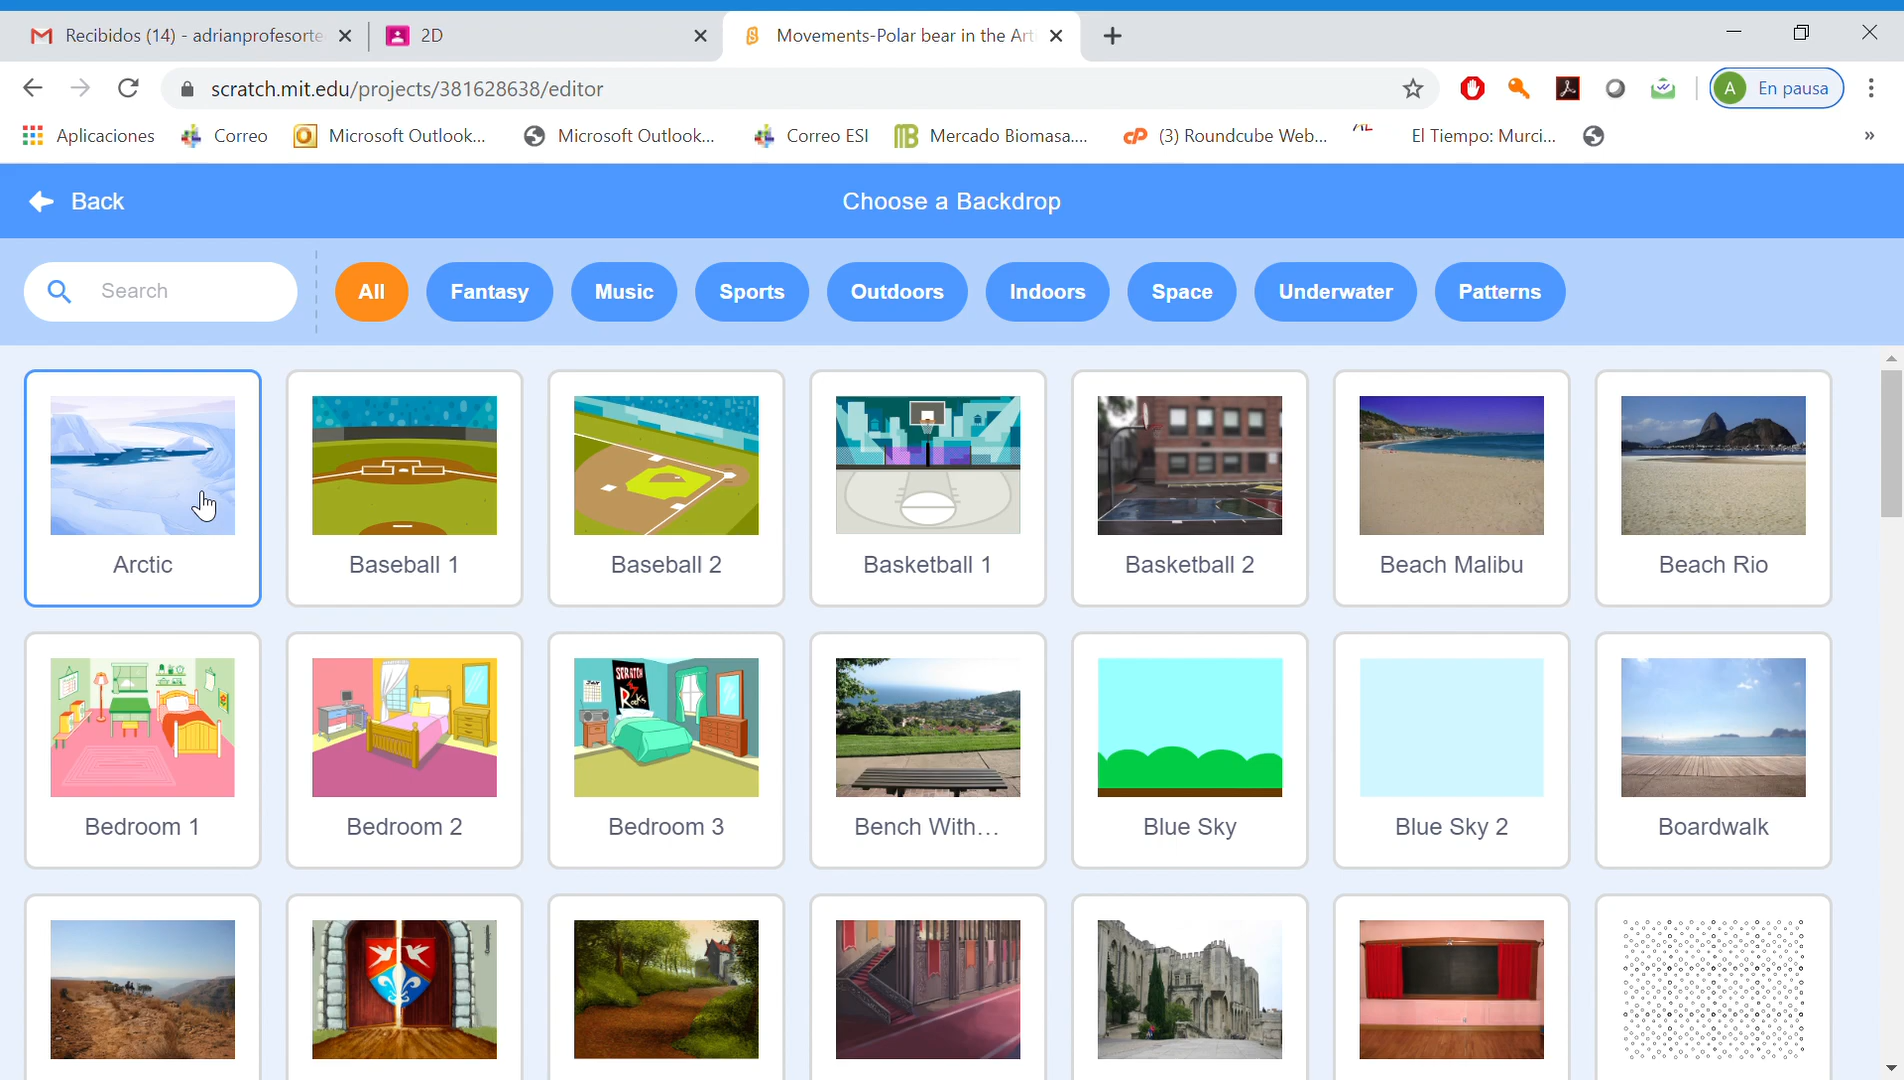 Recibidos (14) - adrianprofesorte
2D
Movements-Polar bear in the Art
scratch.mit.edu/projects/381628638/editor
A En pausa
Aplicaciones Correo Microsoft Outlook... Microsoft Outlook... Correo ESI Mercado Biomasa.... (3) Roundcube Web... El Tiempo: Murci... »
Back
Choose a Backdrop
Search
All Fantasy Music Sports Outdoors Indoors Space Underwater Patterns
Arctic Baseball 1 Baseball 2 Basketball 1 Basketball 2 Beach Malibu Beach Rio
SCRATCH
Rocks
Bedroom 1 Bedroom 2 Bedroom 3 Bench With... Blue Sky Blue Sky 2 Boardwalk